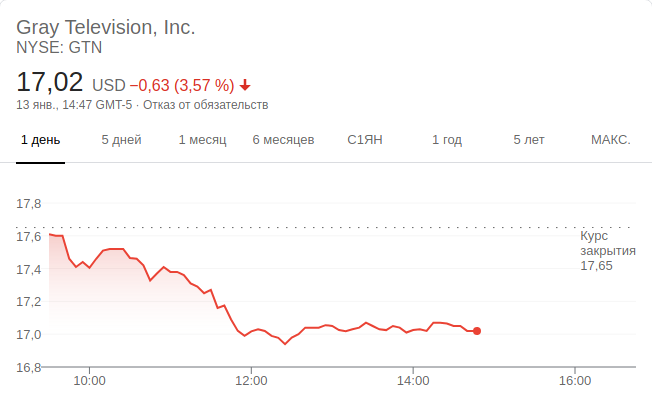 Gray Television, Inc.
NYSE: GTN
17,02 USD −0,63 (3,57 %)
13 янв., 14:47 GMT-5 · Отказ от обязательств
1 день 5 дней 1 месяц 6 месяцев С1ЯН 1 год 5 лет МАКС.
17,8
17,6
Курс
закрытия
17,65
17,4
17,2
17,0
16,8
10:00 12:00 14:00 16:00